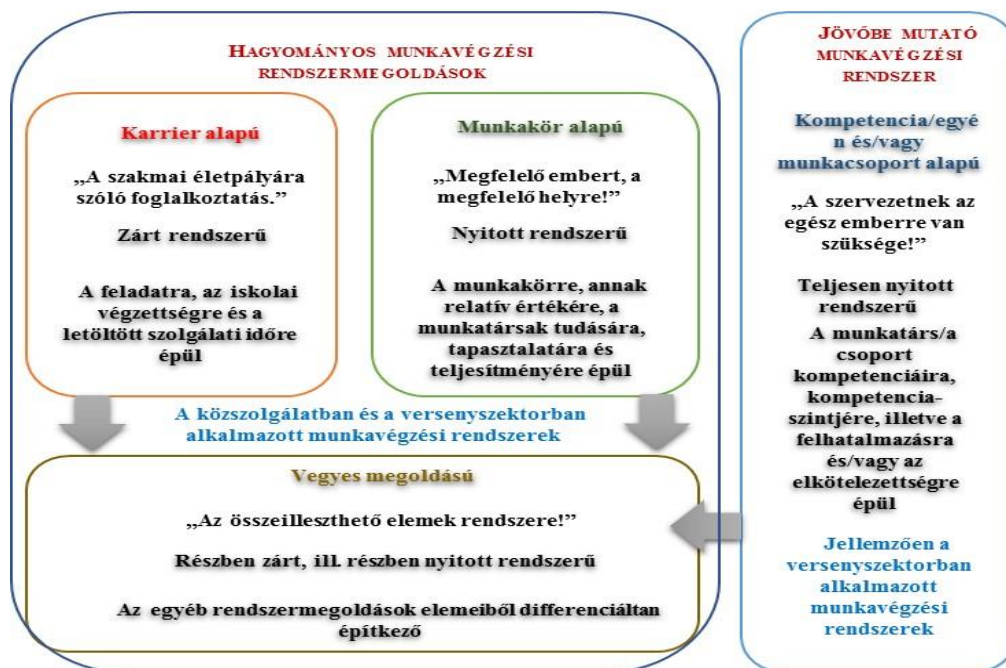 HAGYOMÁNYOS MUNKAVÉGZÉSI
RENDSZERMEGOLDÁSOK
Karrier alapú
„A szakmai életpályára
szóló foglalkoztatás.”
Zárt rendszerű
A feladatra, az iskolai
végzettségre és a
letöltött szolgálati időre
épül
Munkakör alapú
„Megfelelő embert, a
megfelelő helyre!”
Nyitott rendszerű
A munkakörre, annak
relatív értékére, a
munkatársak tudására,
tapasztalatára és
teljesítményére épül
A közszolgálatban és a versenyszektorban
alkalmazott munkavégzési rendszerek
Vegyes megoldású
„Az összeilleszthető elemek rendszere!”
Részben zárt, ill. részben nyitott rendszerű
Az egyéb rendszermegoldások elemeiből differenciáltan
építkező
JÖVŐBE MUTATÓ
MUNKAVÉGZÉSI
RENDSZER
Kompetencia/egyé
n és/vagy
munkacsoport alapú
„A szervezetnek az
egész emberre van
szüksége!”
Teljesen nyitott
rendszerű
A munkatárs/a
csoport
kompetenciáira,
kompetencia-
szintjére, illetve a
felhatalmazásra
és/vagy az
elkötelezettségre
épül
Jellemzően a
versenyszektorban
alkalmazott
munkavégzési
rendszerek